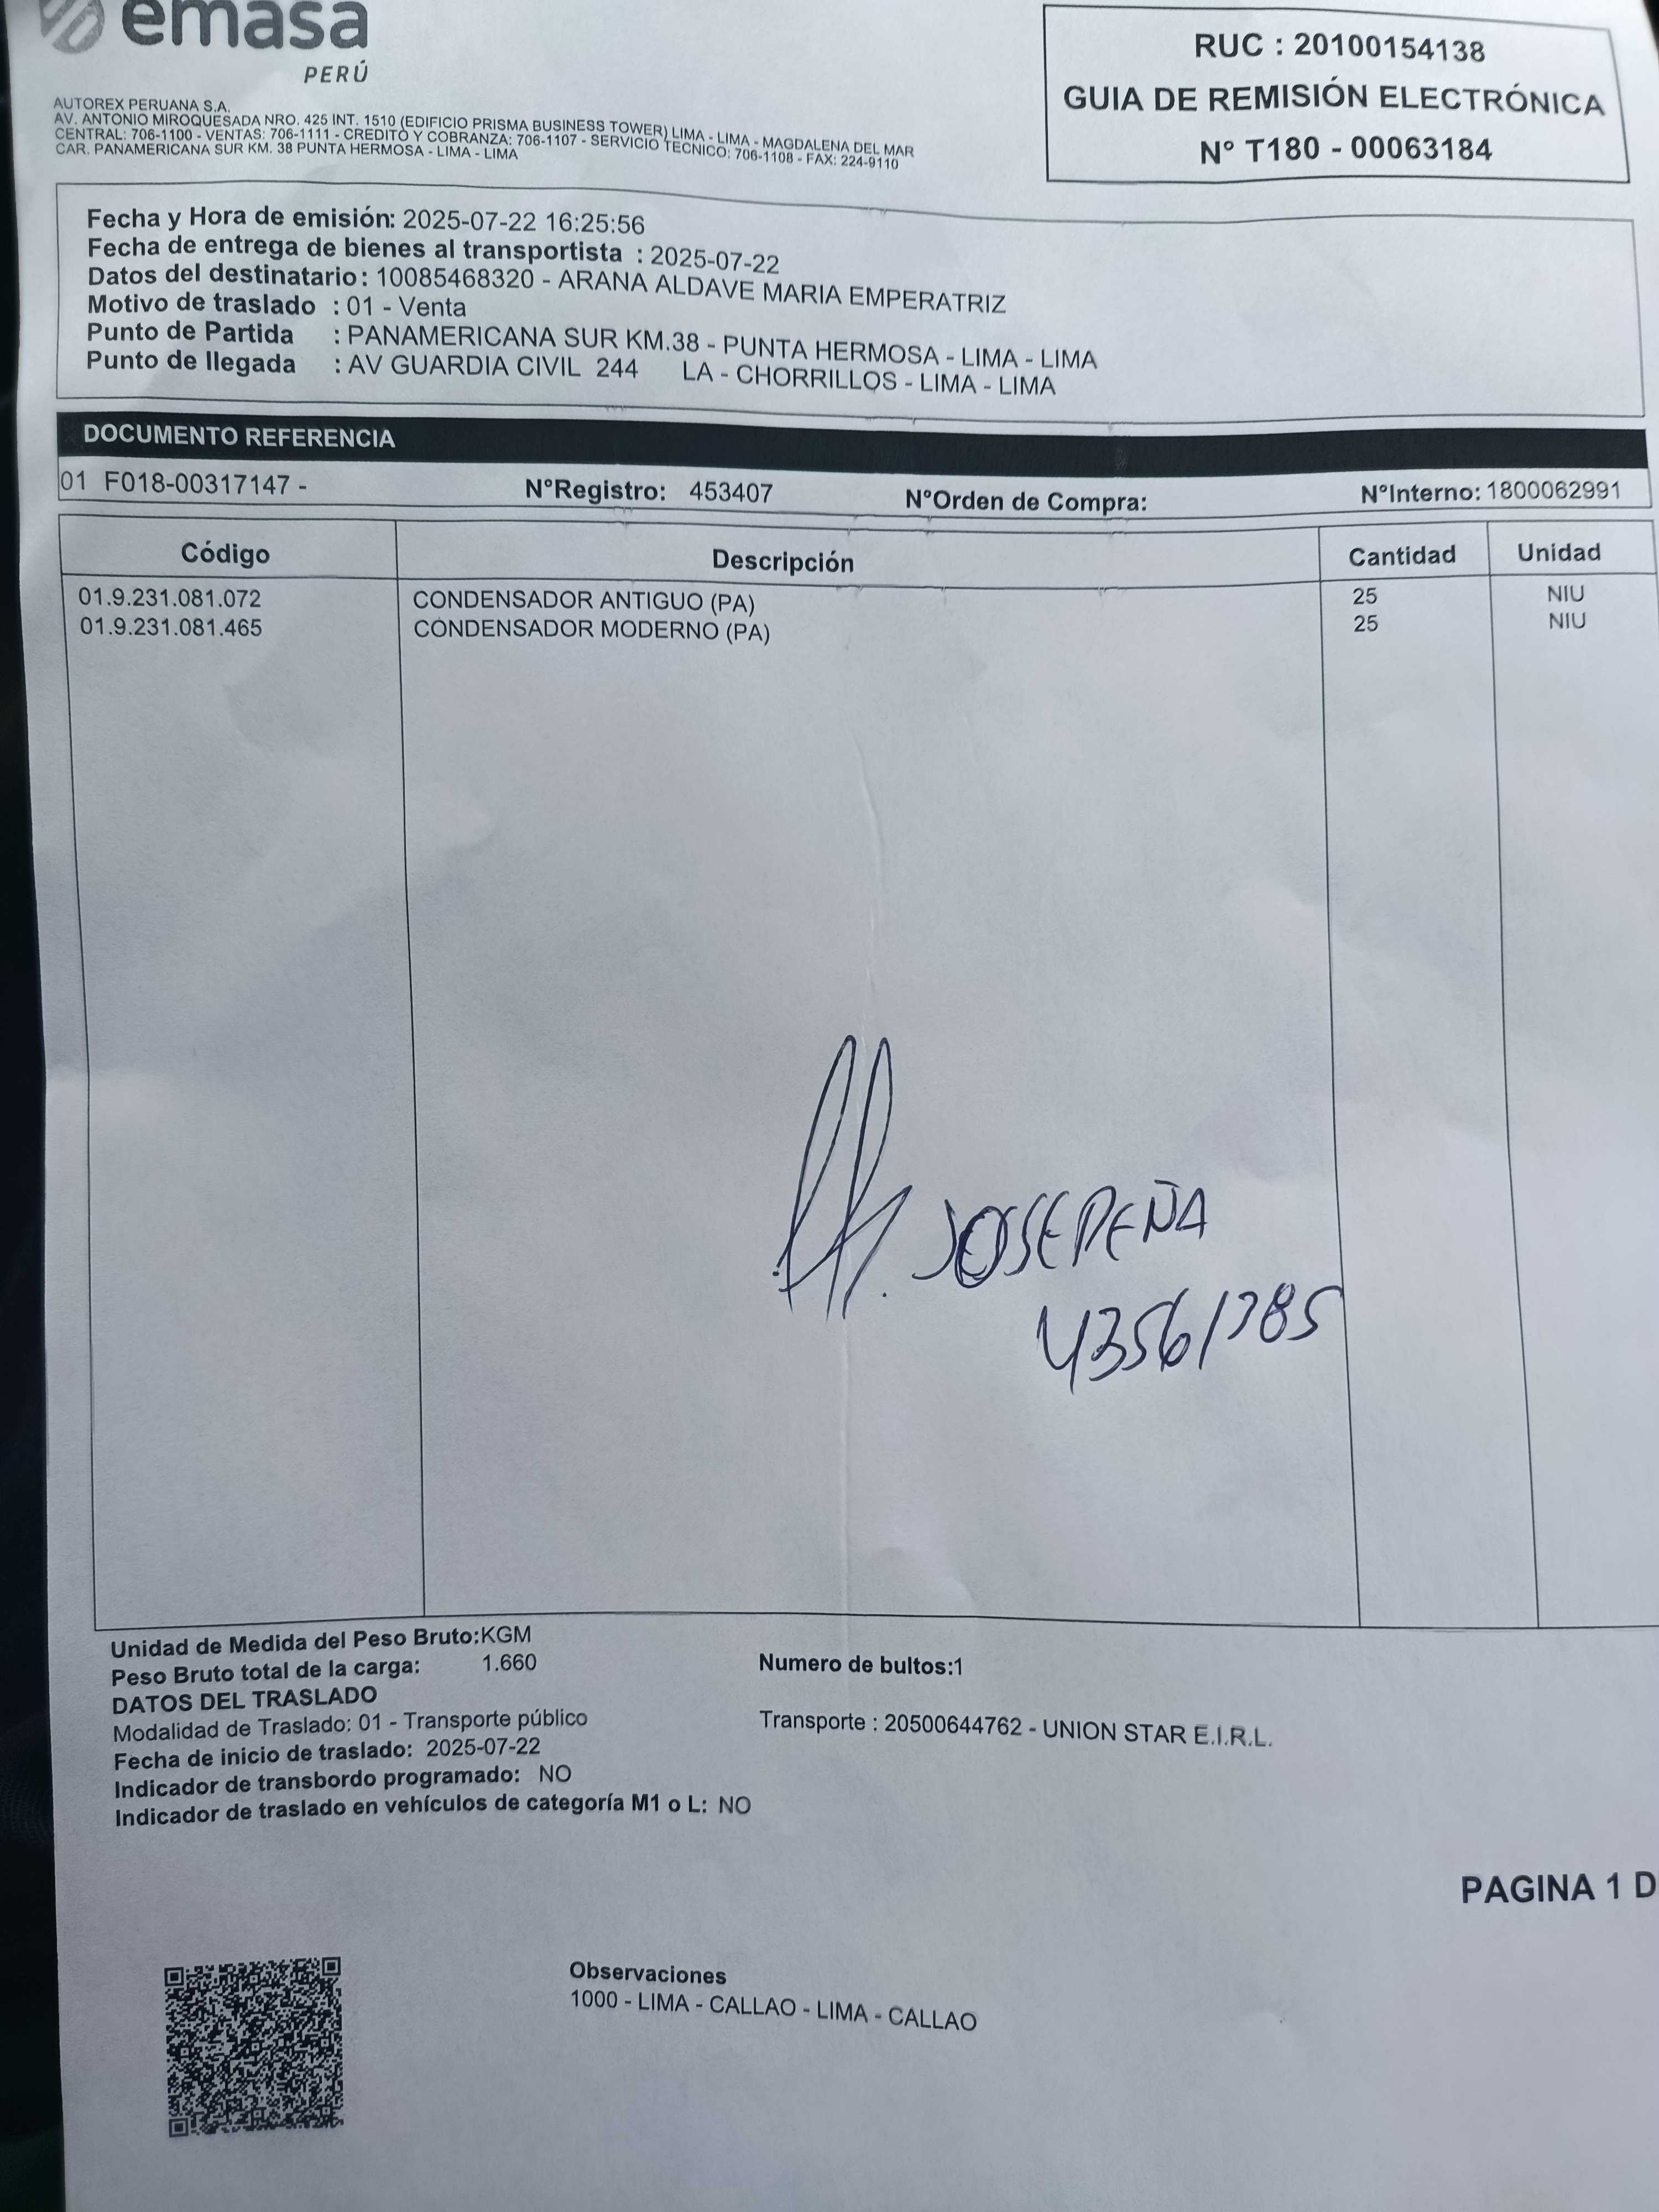 emasa
PERÚ
RUC : 20100154138
GUIA DE REMISIÓN ELECTRÓNICA
N° T180 - 00063184
AUTOREX PERUANA S.A.
AV. ANTONIO MIROQUESADA NRO. 425 INT. 1510 (EDIFICIO PRISMA BUSINESS TOWER) LIMA - LIMA - MAGDALENA DEL MAR
CENTRAL: 706-1100 - VENTAS: 706-1111 - CREDITO Y COBRANZA: 706-1107 - SERVICIO TECNICO: 706-1108 - FAX: 224-9110
CAR. PANAMERICANA SUR KM. 38 PUNTA HERMOSA - LIMA - LIMA
Fecha y Hora de emisión: 2025-07-22 16:25:56
Fecha de entrega de bienes al transportista : 2025-07-22
Datos del destinatario: 10085468320 - ARANA ALDAVE MARIA EMPERATRIZ
Motivo de traslado : 01 - Venta
Punto de Partida : PANAMERICANA SUR KM.38 - PUNTA HERMOSA - LIMA - LIMA
Punto de llegada : AV GUARDIA CIVIL 244 LA - CHORRILLOS - LIMA - LIMA
DOCUMENTO REFERENCIA
01 F018-00317147 - N°Registro: 453407 N°Orden de Compra: N°Interno: 1800062991
Código Descripción Cantidad Unidad
01.9.231.081.072 CONDENSADOR ANTIGUO (PA) 25 NIU
01.9.231.081.465 CONDENSADOR MODERNO (PA) 25 NIU
JOSE PEÑA
43561385
Unidad de Medida del Peso Bruto:KGM
Peso Bruto total de la carga: 1.660 Numero de bultos:1
DATOS DEL TRASLADO
Modalidad de Traslado: 01 - Transporte público Transporte : 20500644762 - UNION STAR E.I.R.L.
Fecha de inicio de traslado: 2025-07-22
Indicador de transbordo programado: NO
Indicador de traslado en vehículos de categoría M1 o L: NO
PAGINA 1 D
Observaciones
1000 - LIMA - CALLAO - LIMA - CALLAO